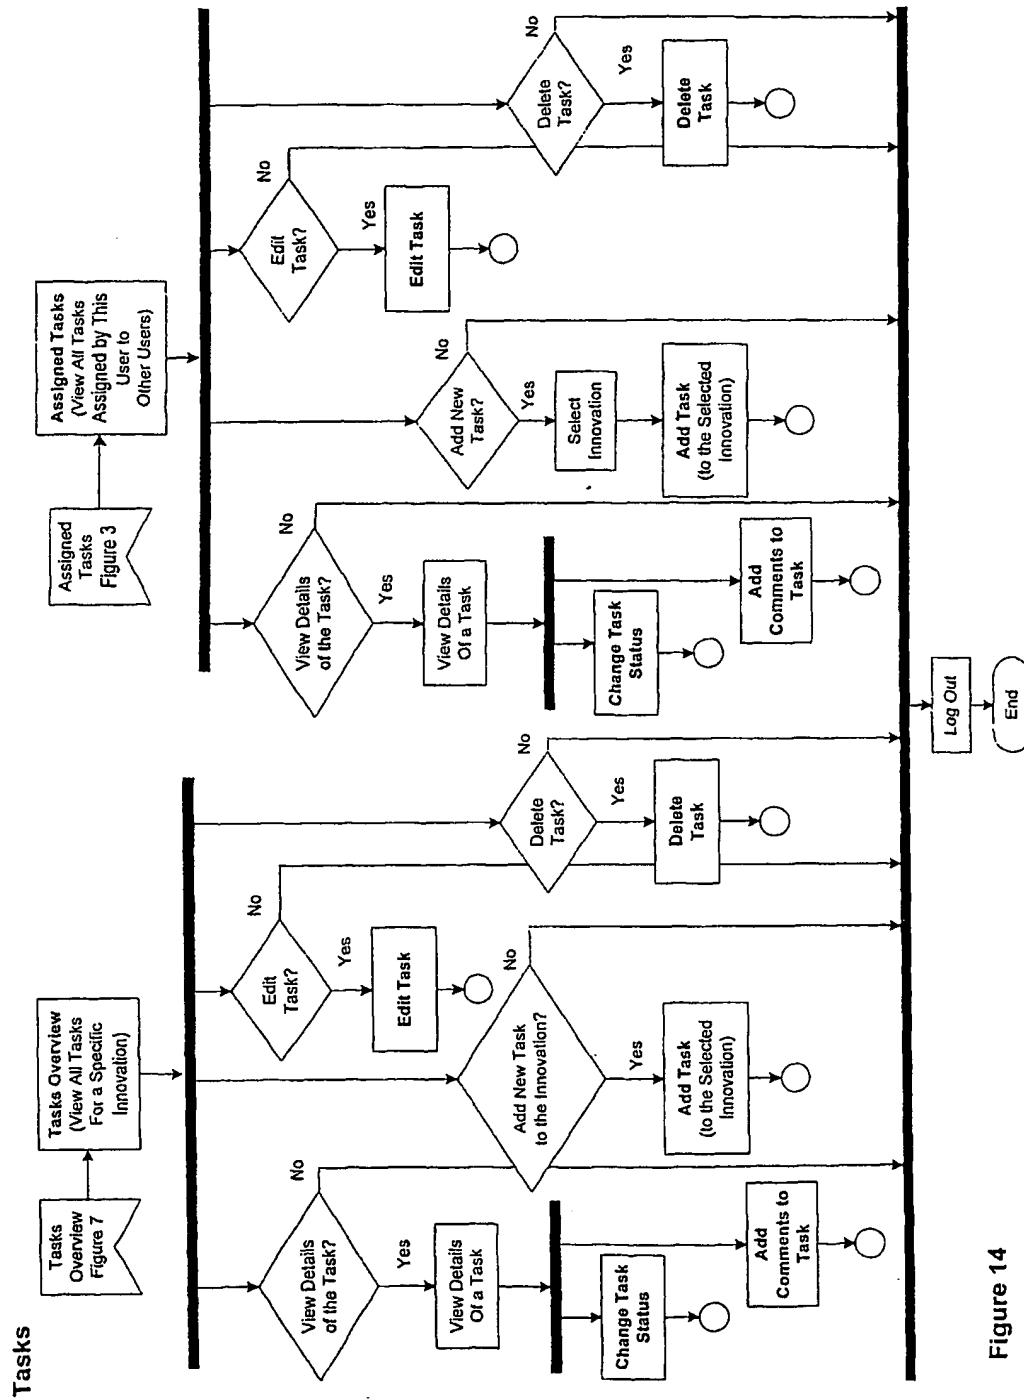 Tasks
Tasks
Overview
Figure 7
Tasks Overview
(View All Tasks
For a Specific
Innovation)
View Details
of the Task?
No
Yes
View Details
Of a Task
Change Task
Status
Add
Comments to
Task
Add New Task
to the Innovation?
No
Yes
Add Task
(to the Selected
Innovation)
Edit
Task?
No
Yes
Edit Task
Delete
Task?
No
Yes
Delete
Task
Assigned
Tasks
Figure 3
Assigned Tasks
(View All Tasks
Assigned by This
User to
Other Users)
View Details
of the Task?
No
Yes
View Details
Of a Task
Change Task
Status
Add
Comments to
Task
Add New
Task?
No
Yes
Select
Innovation
Add Task
(to the Selected
Innovation)
Edit
Task?
No
Yes
Edit Task
Delete
Task?
No
Yes
Delete
Task
Log Out
End
Figure 14